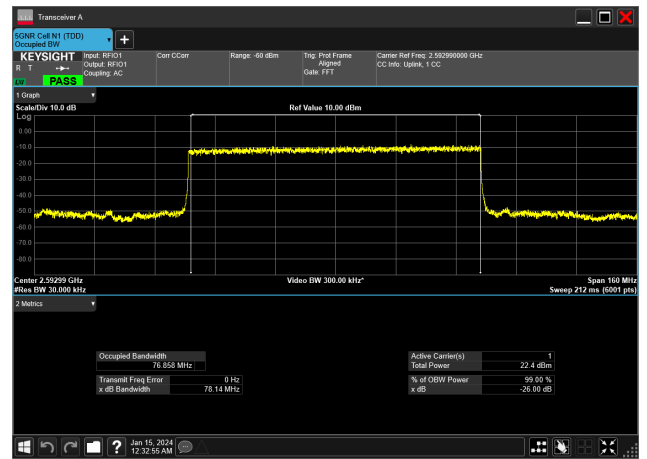 Transceiver A
5GNR Cell N1 (TDD)
Occupied BW
KEYSIGHT
R T
LW
PASS
Input: RFIO1
Output: RFIO1
Coupling: AC
Corr CCorr
Range: -60 dBm
Trig: Prot Frame
Aligned
Gate: FFT
Carrier Ref Freq: 2.592990000 GHz
CC Info: Uplink, 1 CC
1 Graph
Scale/Div 10.0 dB
Ref Value 10.00 dBm
Log
0.00
-10.0
-20.0
-30.0
-40.0
-50.0
-60.0
-70.0
-80.0
Center 2.59299 GHz
Video BW 300.00 kHz*
Span 160 MHz
#Res BW 30.000 kHz
Sweep 212 ms (6001 pts)
2 Metrics
Occupied Bandwidth
76.858 MHz
Active Carrier(s) 1
Total Power 22.4 dBm
Transmit Freq Error 0 Hz
x dB Bandwidth 78.14 MHz
% of OBW Power 99.00 %
x dB -26.00 dB
?
Jan 15, 2024
12:32:55 AM